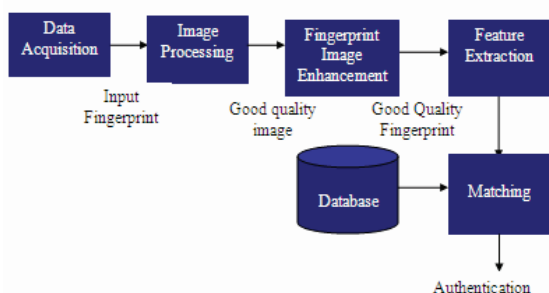 Data
Acquisition
Image
Processing
Fingerprint
Image
Enhancement
Feature
Extraction
Input
Fingerprint
Good quality
image
Good Quality
Fingerprint
Database
Matching
Authentication